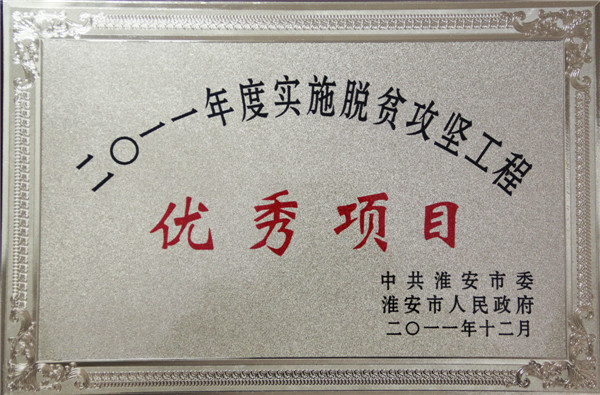 二〇一一年度实施脱贫攻坚工程
优秀项目
中共淮安市委
淮安市人民政府
二〇一一年十二月